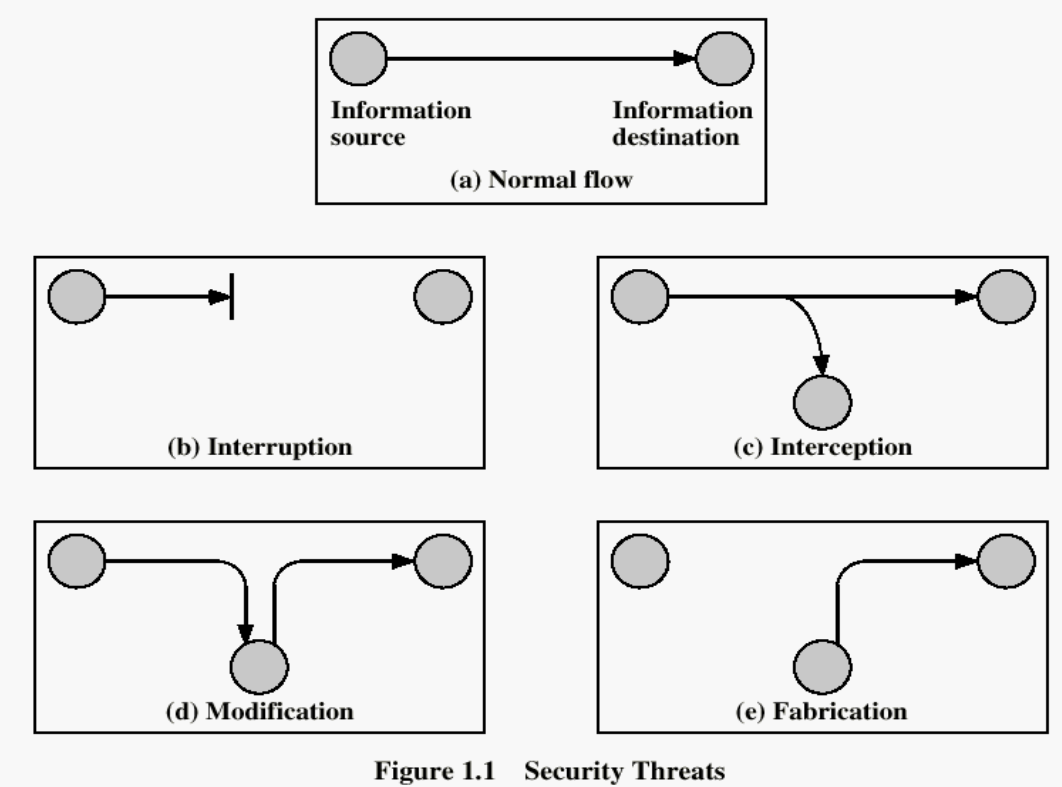 Information
source
Information
destination
(a) Normal flow
(b) Interruption
(c) Interception
(d) Modification
(e) Fabrication
Figure 1.1 Security Threats